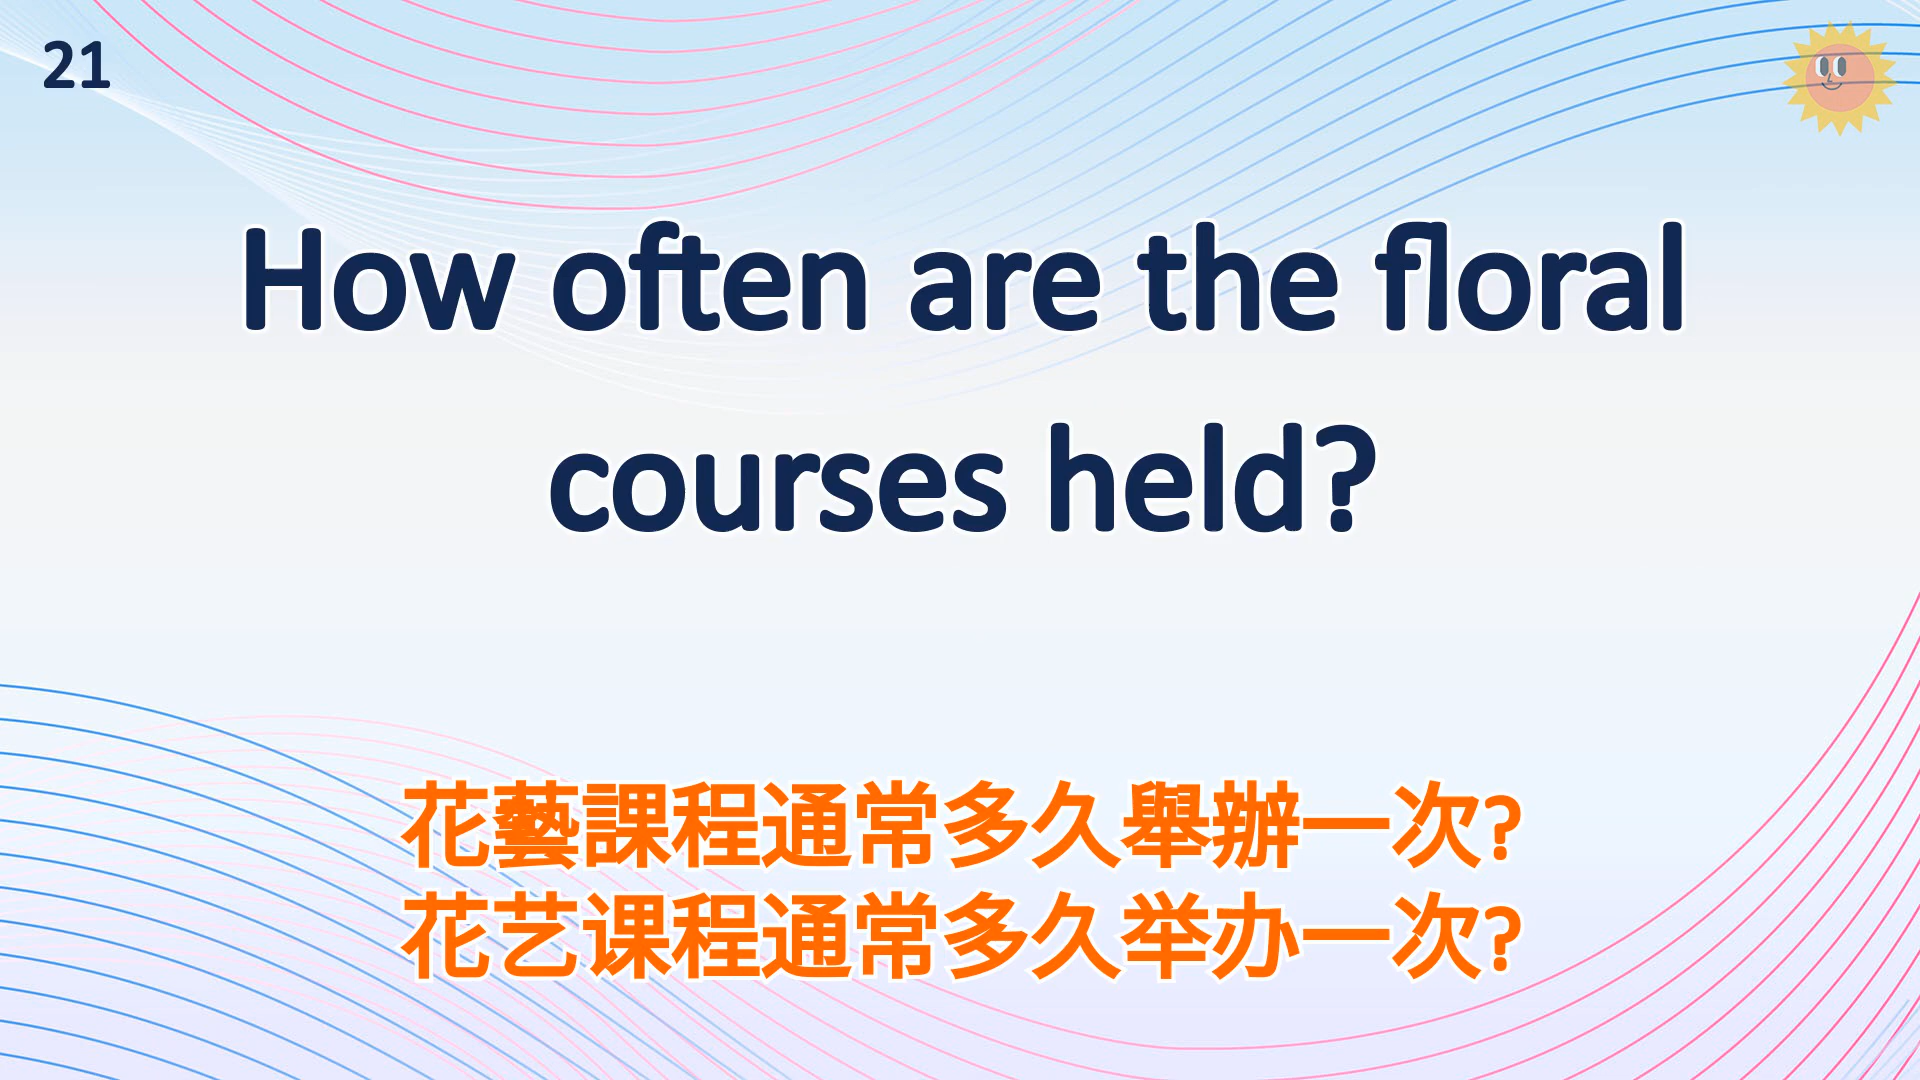 21
How often are the floral
courses held?
花藝課程通常多久舉辦一次?
花艺课程通常多久举办一次?